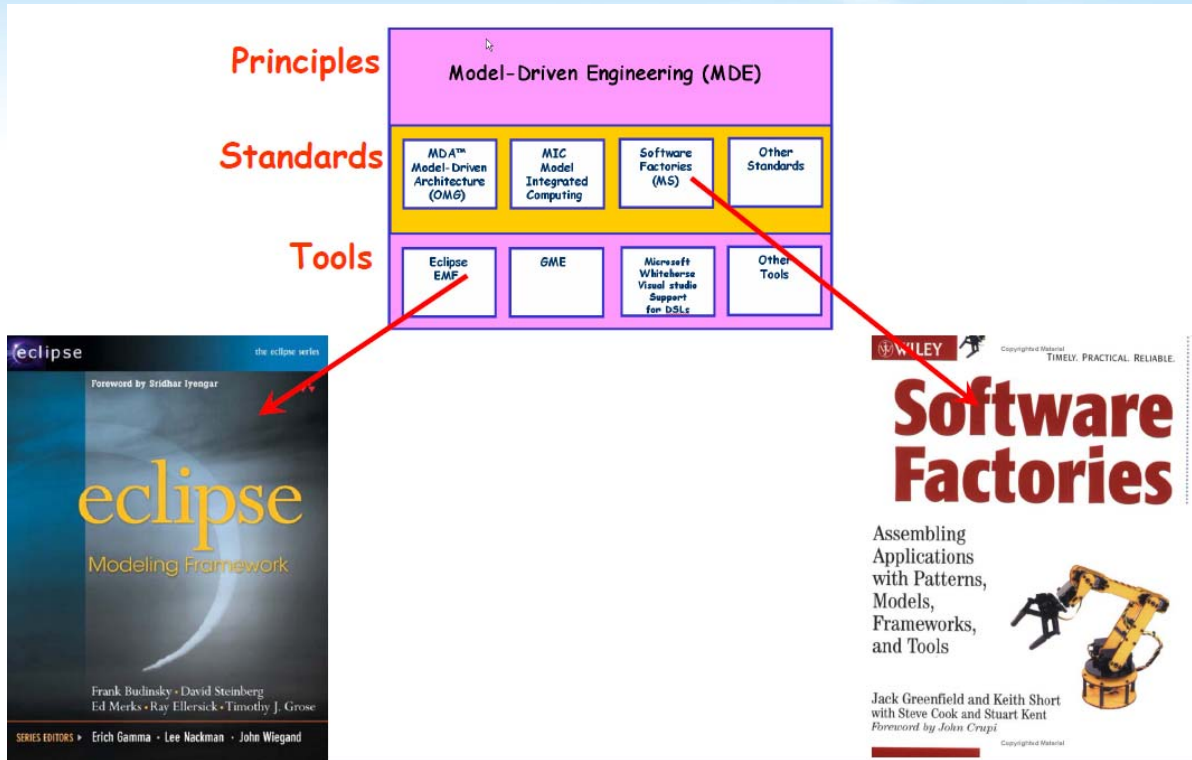 Principles
Model-Driven Engineering (MDE)
Standards
MDA™
Model-Driven
Architecture
(OMG)
MIC
Model
Integrated
Computing
Software
Factories
(MS)
Other
Standards
Tools
Eclipse
EMF
GME
Microsoft
Whitehorse
Visual studio
Support
for DSLs
Other
Tools
eclipse
the eclipse series
Foreword by Sridhar Iyengar
eclipse
Modeling Framework
Frank Budinsky • David Steinberg
Ed Merks • Ray Ellersick • Timothy J. Grose
SERIES EDITORS ▸ Erich Gamma • Lee Nackman • John Wiegand
WILEY
Copyrighted Material
TIMELY. PRACTICAL. RELIABLE.
Software
Factories
Assembling
Applications
with Patterns,
Models,
Frameworks,
and Tools
Jack Greenfield and Keith Short
with Steve Cook and Stuart Kent
Foreword by John Crupi
Copyrighted Material